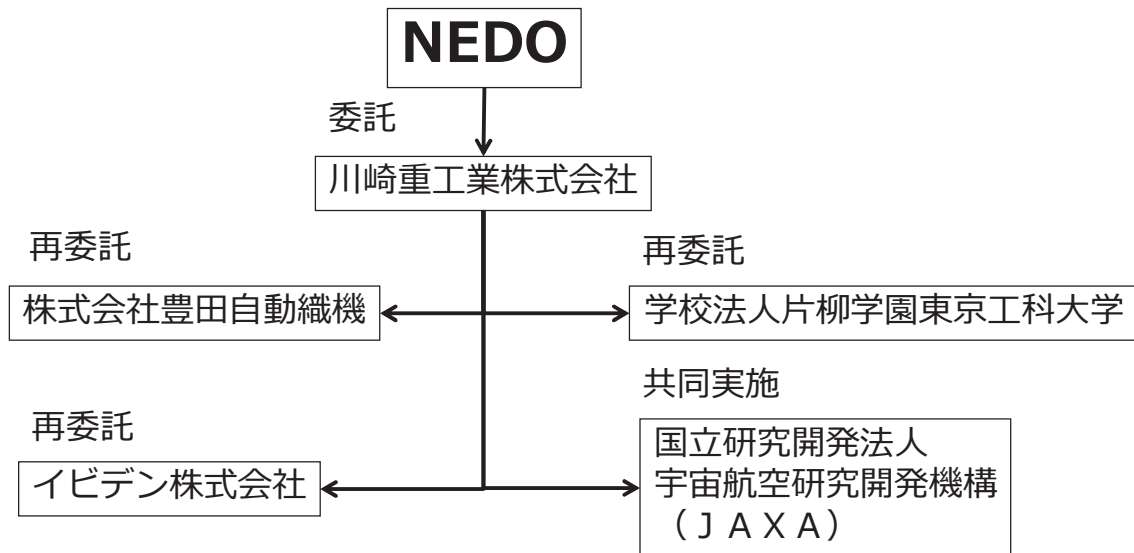 NEDO
委託
川崎重工業株式会社
再委託
再委託
株式会社豊田自動織機
学校法人片柳学園東京工科大学
共同実施
再委託
国立研究開発法人
宇宙航空研究開発機構
（ＪＡＸＡ）
イビデン株式会社